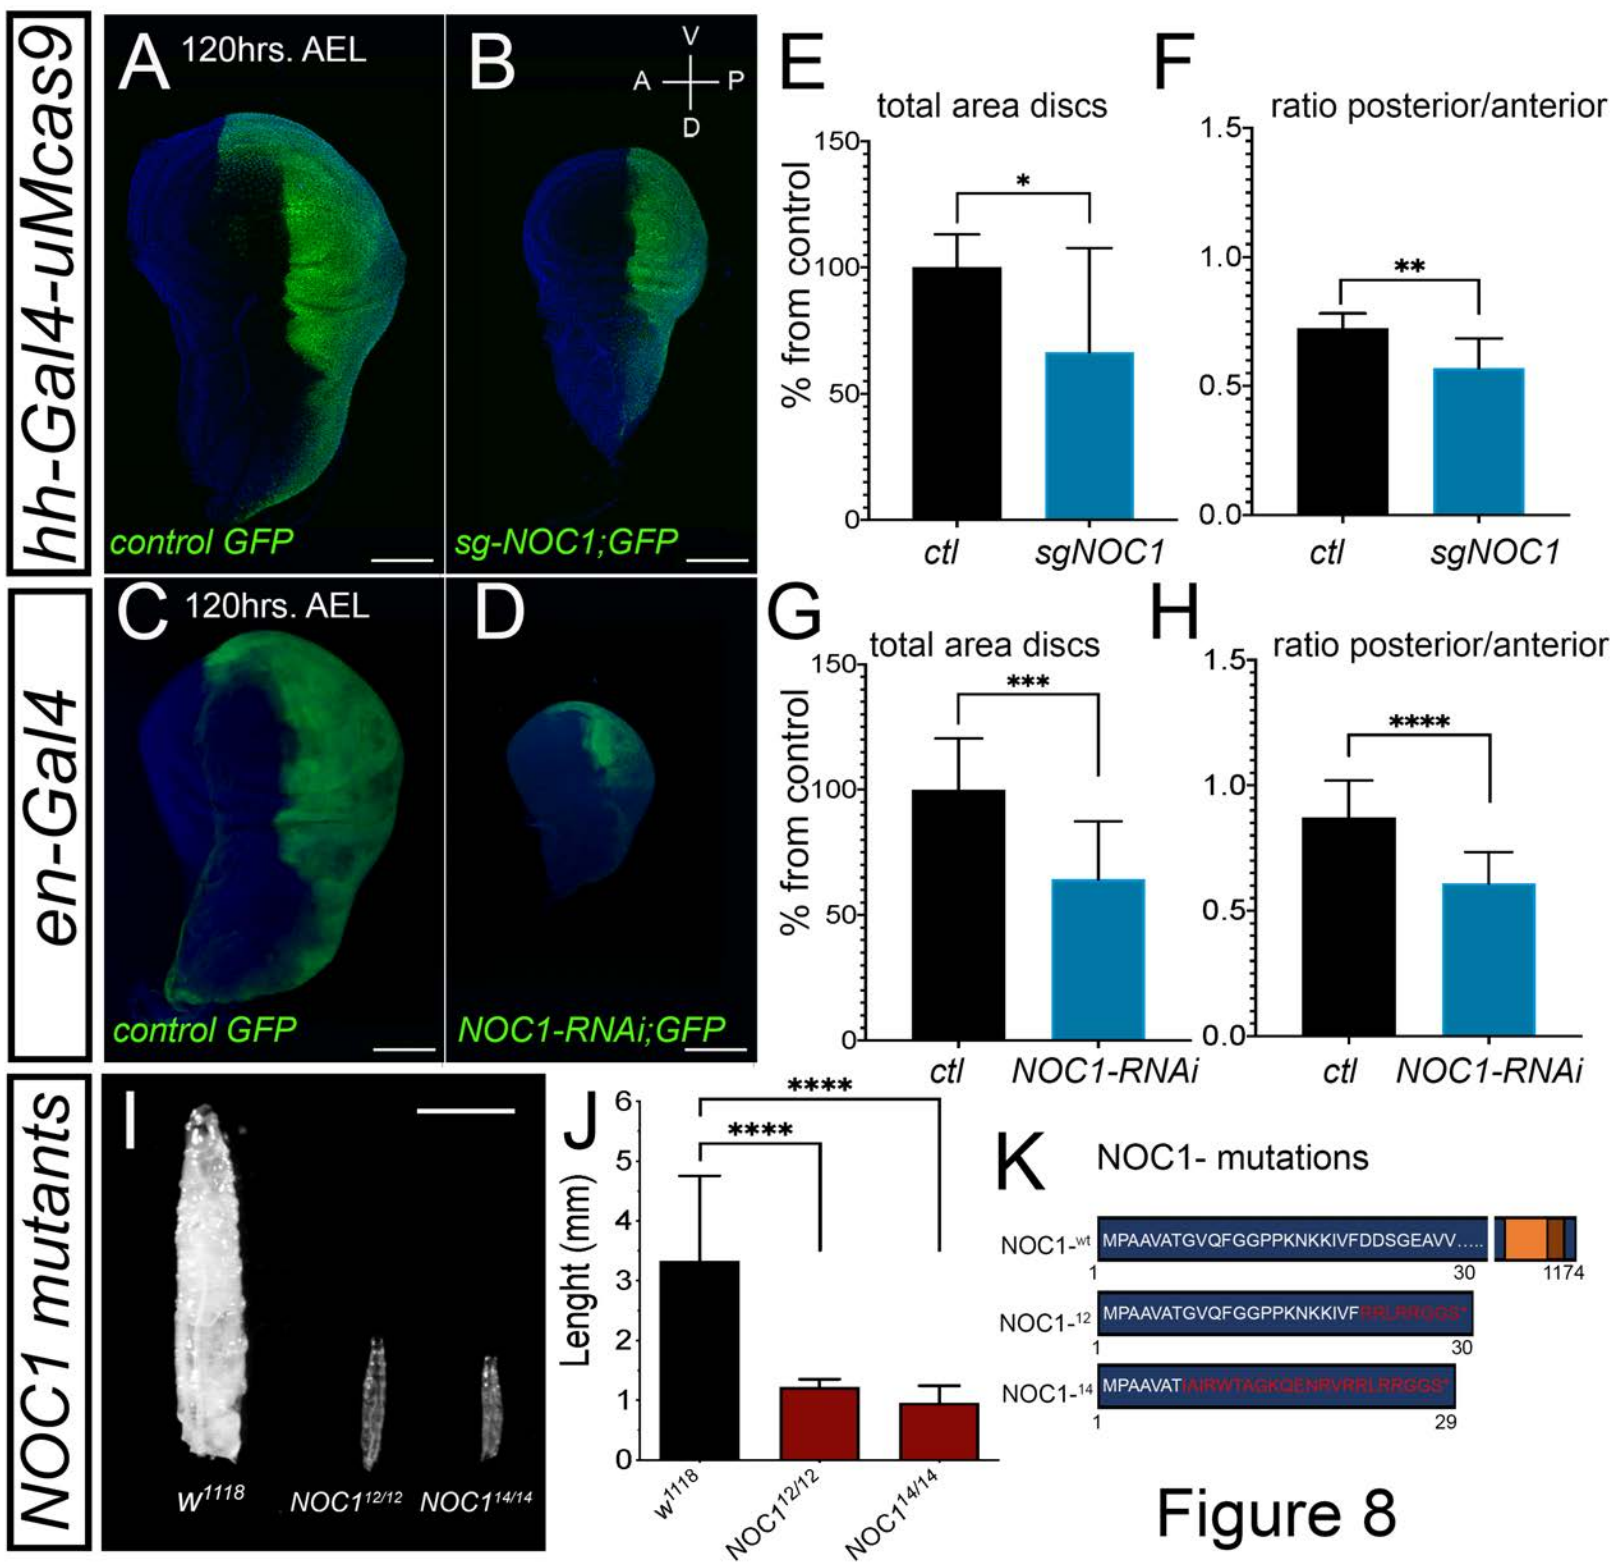 hh-Gal4-uMcas9
A 120hrs. AEL
control GFP
B
V
A P
D
sg-NOC1;GFP
E
total area discs
% from control
150
100
50
0
*
ctl sgNOC1
F
ratio posterior/anterior
1.5
1.0
0.5
0.0
**
ctl sgNOC1
en-Gal4
C 120hrs. AEL
control GFP
D
NOC1-RNAi;GFP
G
total area discs
% from control
150
100
50
0
***
ctl NOC1-RNAi
H
ratio posterior/anterior
1.5
1.0
0.5
0.0
****
ctl NOC1-RNAi
NOC1 mutants
I
w1118 NOC112/12 NOC114/14
J
Lenght (mm)
6
5
4
3
2
1
0
****
****
w1118
NOC112/12
NOC114/14
K NOC1- mutations
NOC1-wt MPAAVATGVQFGGPPKNKKIVFDDSGEAVV.....
1 30 1174
NOC1-12 MPAAVATGVQFGGPPKNKKIVFRRLRRGGS*
1 30
NOC1-14 MPAAVATIAIRWTAGKQENRVRRLRRGGS*
1 29
Figure 8